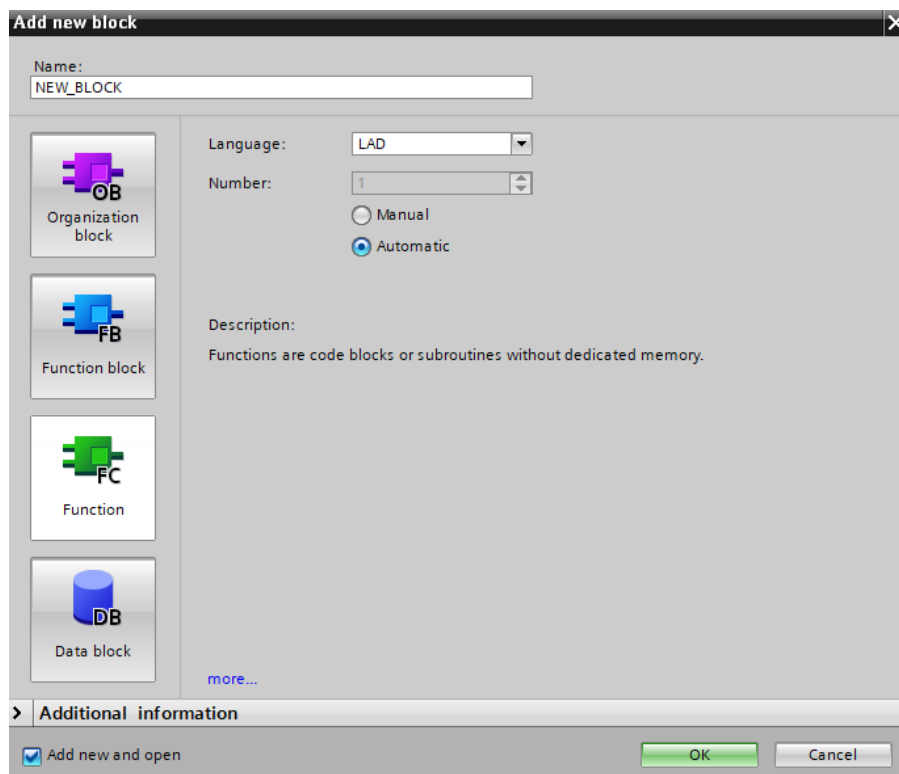 Add new block
Name:
NEW_BLOCK
OB
Organization
block
FB
Function block
FC
Function
DB
Data block
Language:
LAD
Number:
1
Manual
Automatic
Description:
Functions are code blocks or subroutines without dedicated memory.
more...
Additional information
Add new and open
OK
Cancel